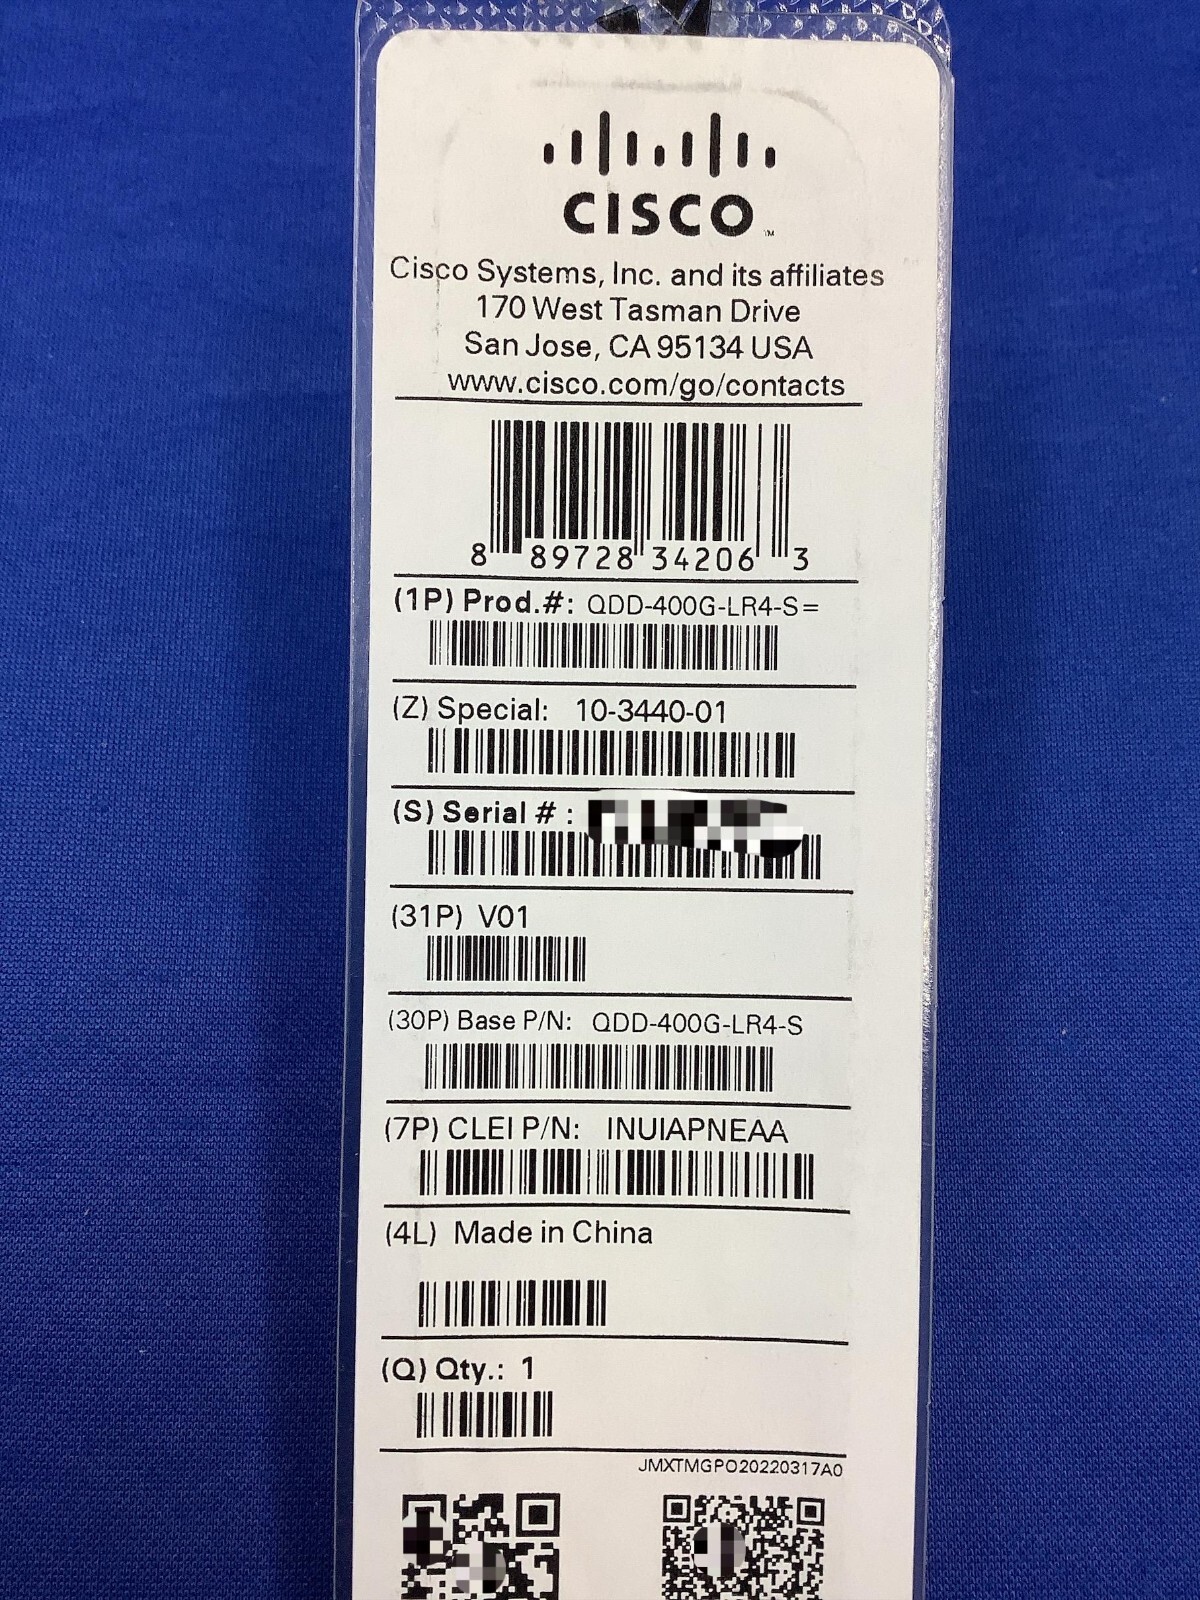 CISCO
TM
Cisco Systems, Inc. and its affiliates
170 West Tasman Drive
San Jose, CA 95134 USA
www.cisco.com/go/contacts
8 89728 34206 3
(1P) Prod.#: QDD-400G-LR4-S=
(Z) Special: 10-3440-01
(S) Serial # :
(31P) V01
(30P) Base P/N: QDD-400G-LR4-S
(7P) CLEI P/N: INUIAPNEAA
(4L) Made in China
(Q) Qty.: 1
JMXTMGPO20220317A0